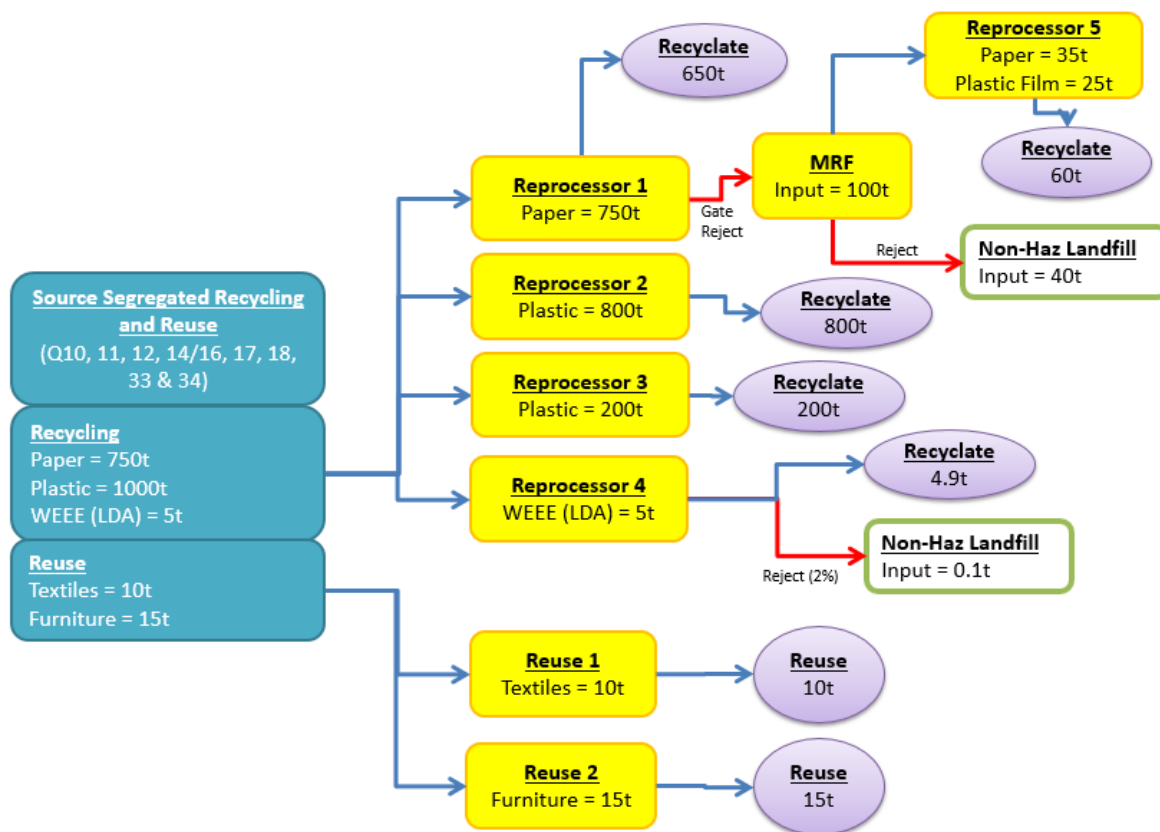 Source Segregated Recycling
and Reuse
(Q10, 11, 12, 14/16, 17, 18,
33 & 34)
Recycling
Paper = 750t
Plastic = 1000t
WEEE (LDA) = 5t
Reuse
Textiles = 10t
Furniture = 15t
Reprocessor 1
Paper = 750t
Recyclate
650t
Gate
Reject
MRF
Input = 100t
Reprocessor 5
Paper = 35t
Plastic Film = 25t
Recyclate
60t
Reject
Non-Haz Landfill
Input = 40t
Reprocessor 2
Plastic = 800t
Recyclate
800t
Reprocessor 3
Plastic = 200t
Recyclate
200t
Reprocessor 4
WEEE (LDA) = 5t
Recyclate
4.9t
Reject (2%)
Non-Haz Landfill
Input = 0.1t
Reuse 1
Textiles = 10t
Reuse
10t
Reuse 2
Furniture = 15t
Reuse
15t